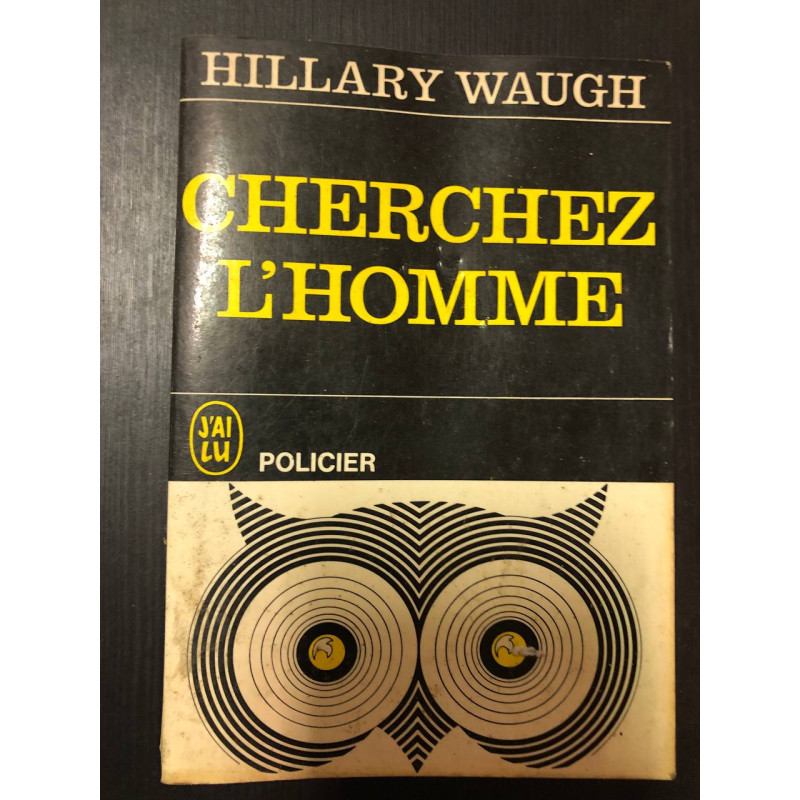 HILLARY WAUGH
CHERCHEZ
L'HOMME
J'AI
LU
POLICIER